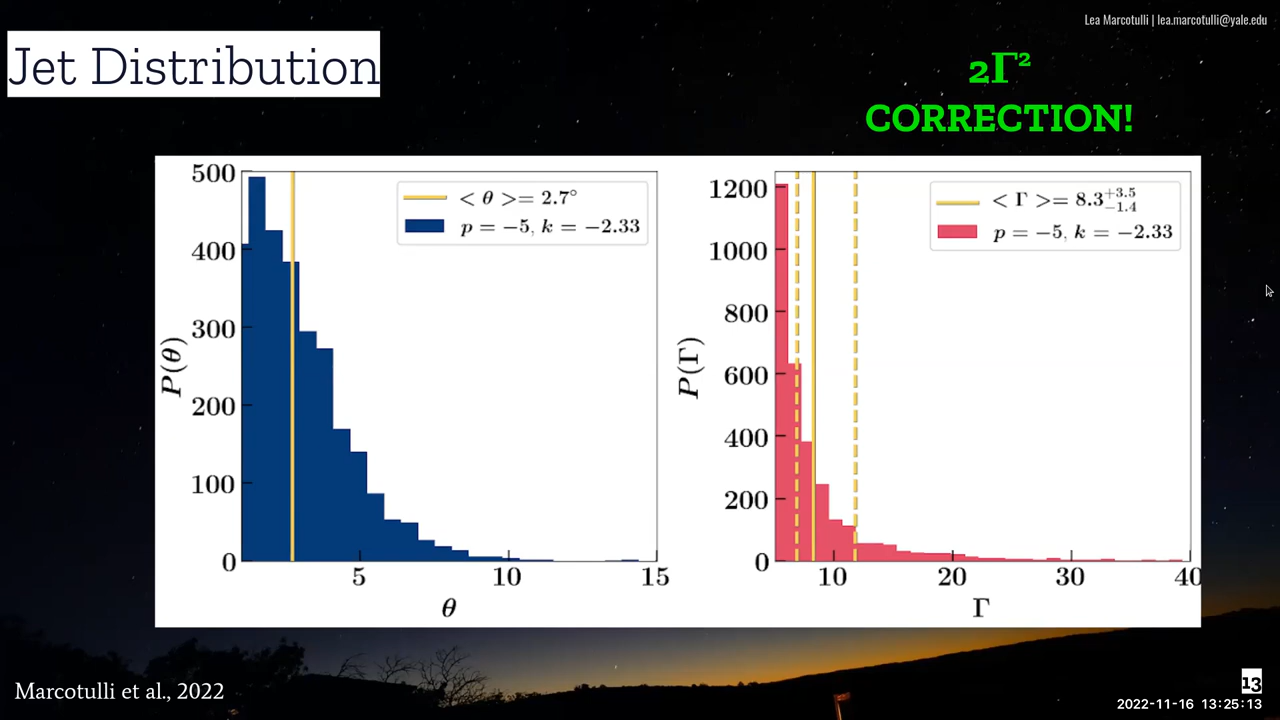 Lea Marcotulli | lea.marcotulli@yale.edu
Jet Distribution
2Γ²
CORRECTION!
500
400
300
200
100
0
5
10
15
P(θ)
θ
< θ >= 2.7°
p = −5, k = −2.33
1200
1000
800
600
400
200
0
10
20
30
40
P(Γ)
Γ
< Γ >= 8.3 +3.5 −1.4
p = −5, k = −2.33
Marcotulli et al., 2022
13
2022-11-16 13:25:13